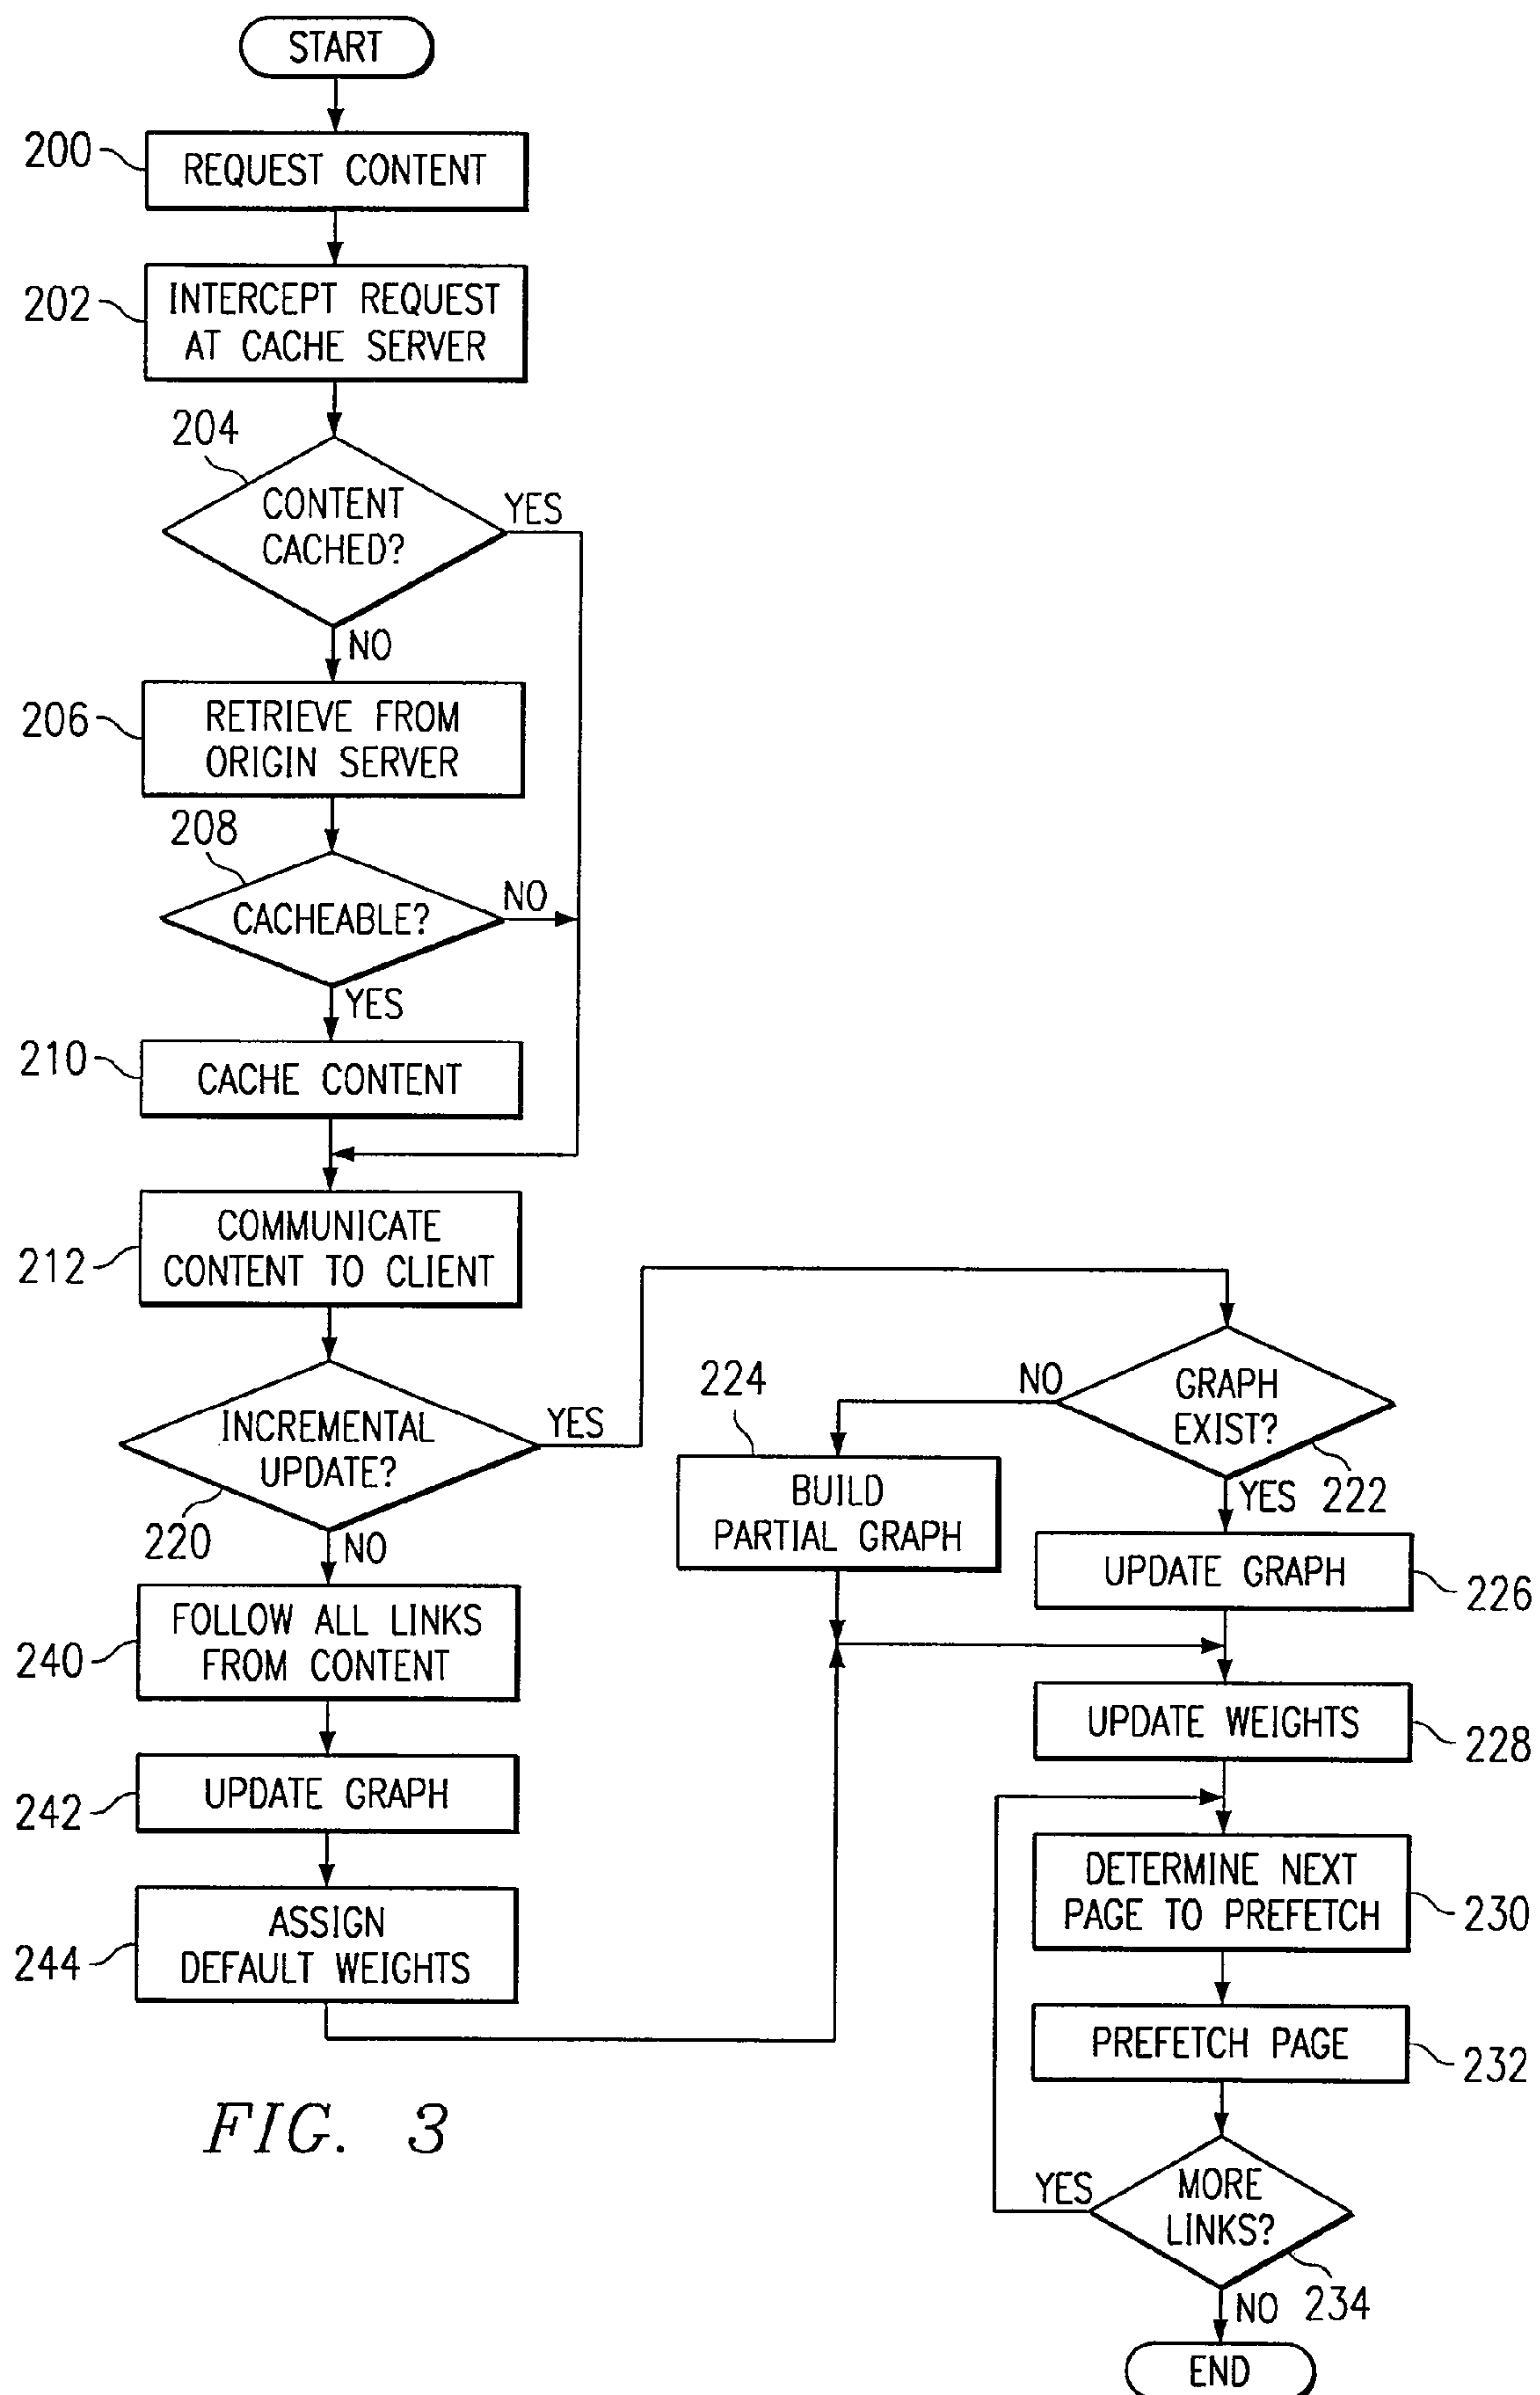 START
200
REQUEST CONTENT
202
INTERCEPT REQUEST
AT CACHE SERVER
204
CONTENT
CACHED?
YES
NO
206
RETRIEVE FROM
ORIGIN SERVER
208
CACHEABLE?
NO
YES
210
CACHE CONTENT
212
COMMUNICATE
CONTENT TO CLIENT
INCREMENTAL
UPDATE?
YES
220
NO
240
FOLLOW ALL LINKS
FROM CONTENT
242
UPDATE GRAPH
244
ASSIGN
DEFAULT WEIGHTS
GRAPH
EXIST?
NO
222
YES
224
BUILD
PARTIAL GRAPH
UPDATE GRAPH
226
UPDATE WEIGHTS
228
DETERMINE NEXT
PAGE TO PREFETCH
230
PREFETCH PAGE
232
MORE
LINKS?
YES
234
NO
END
FIG. 3